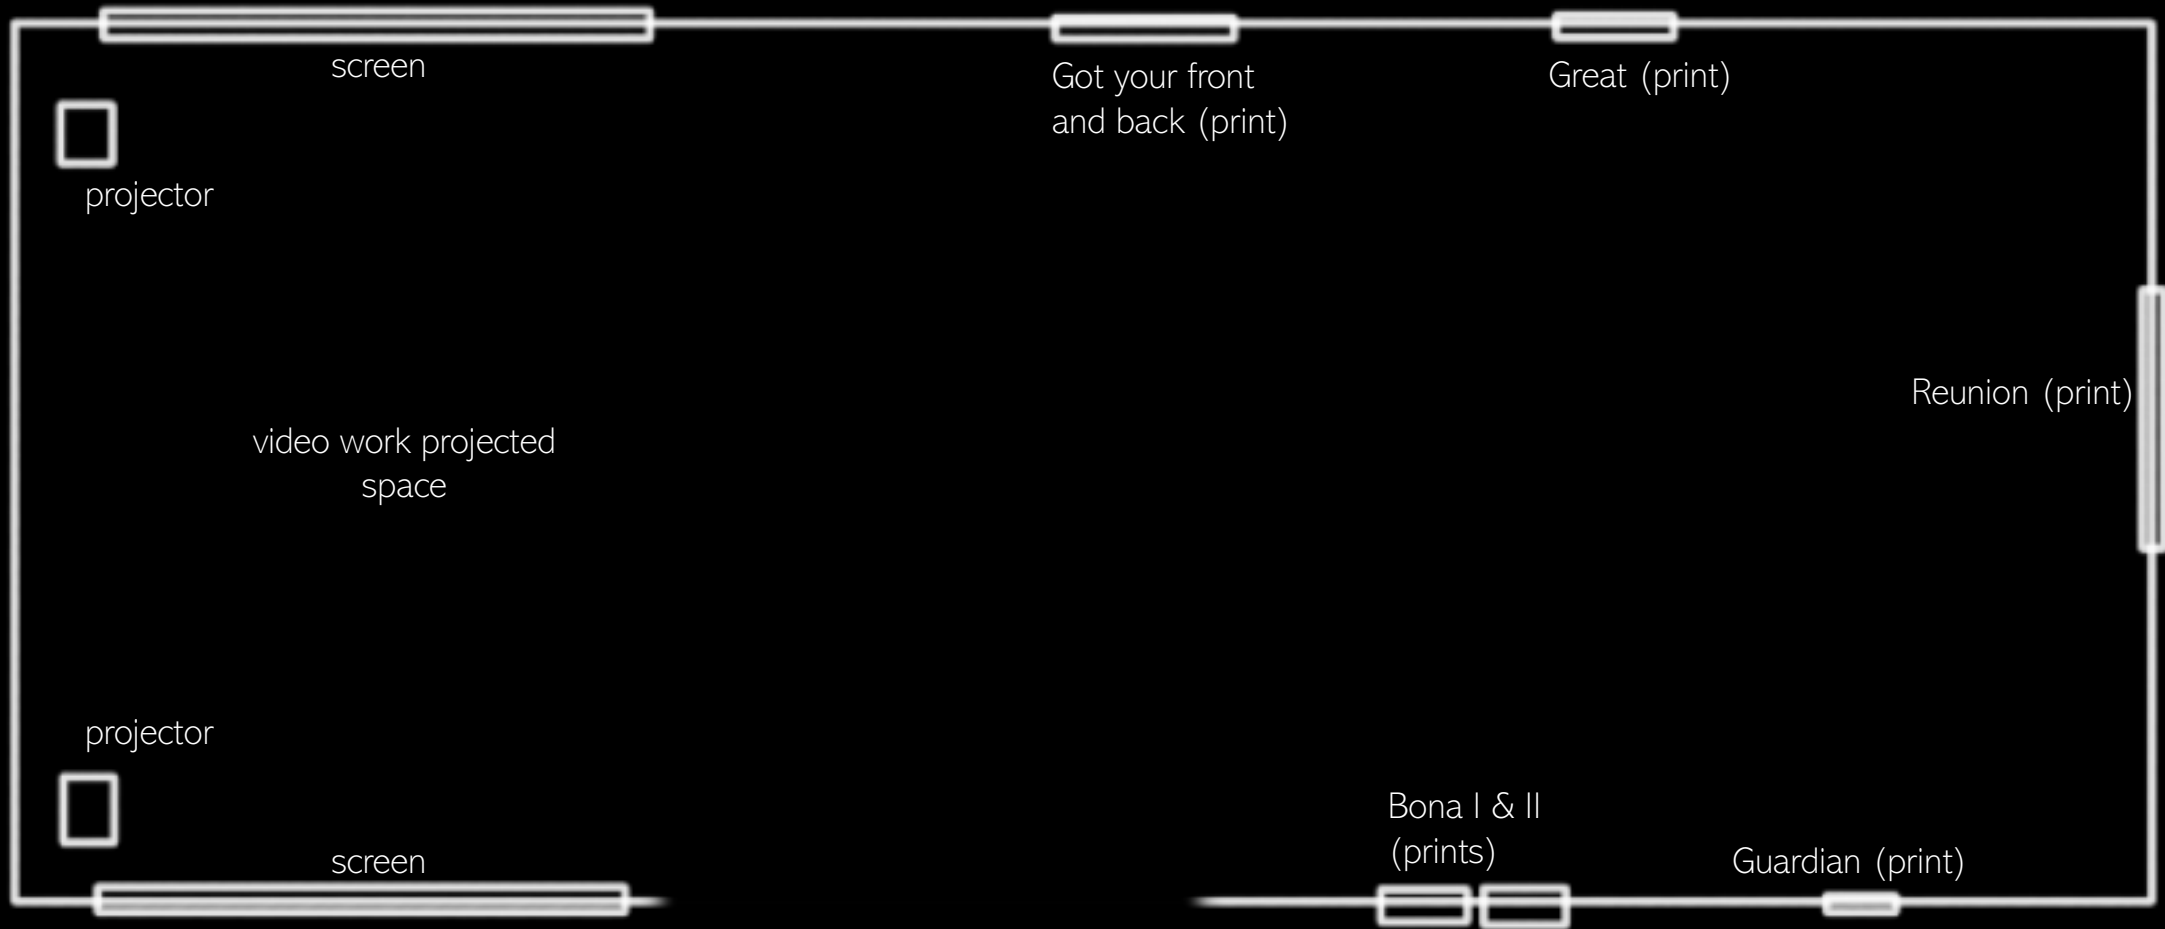 screen
Got your front
and back (print)
Great (print)
projector
Reunion (print)
video work projected
space
projector
Bona I & II
(prints)
screen
Guardian (print)